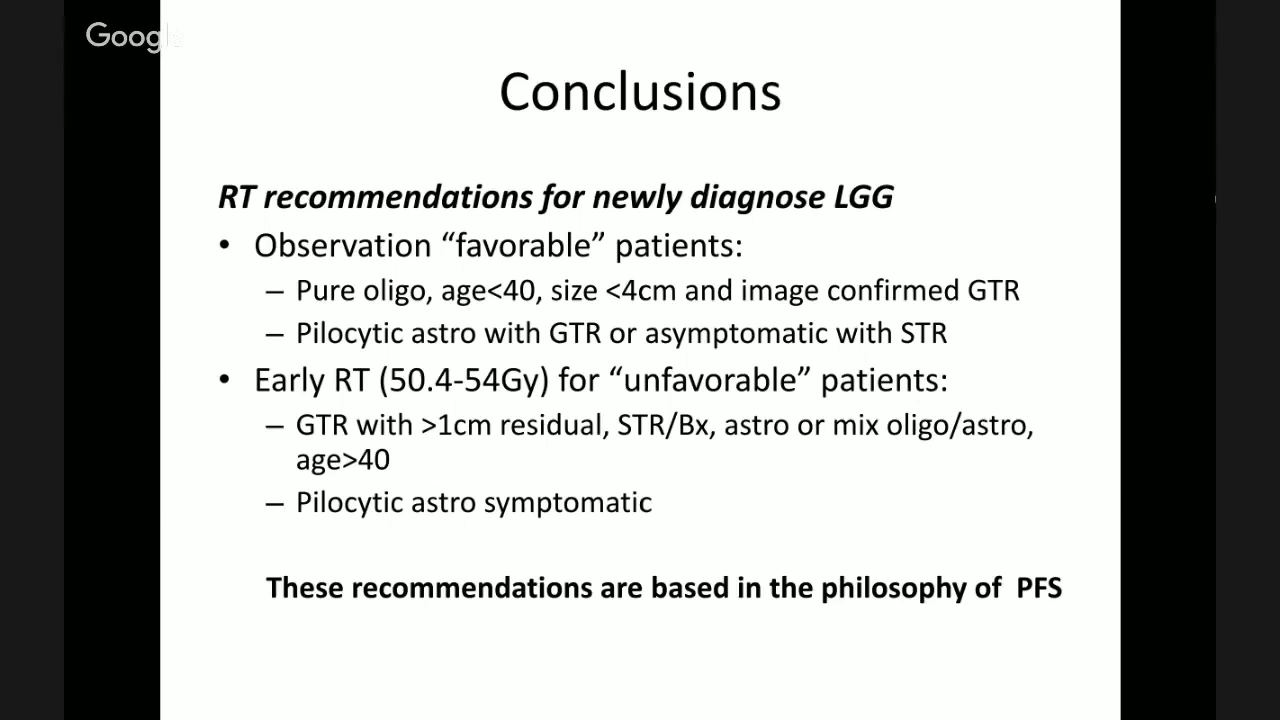 Google
Conclusions
RT recommendations for newly diagnose LGG
• Observation “favorable” patients:
– Pure oligo, age<40, size <4cm and image confirmed GTR
– Pilocytic astro with GTR or asymptomatic with STR
• Early RT (50.4-54Gy) for “unfavorable” patients:
– GTR with >1cm residual, STR/Bx, astro or mix oligo/astro,
age>40
– Pilocytic astro symptomatic
These recommendations are based in the philosophy of PFS